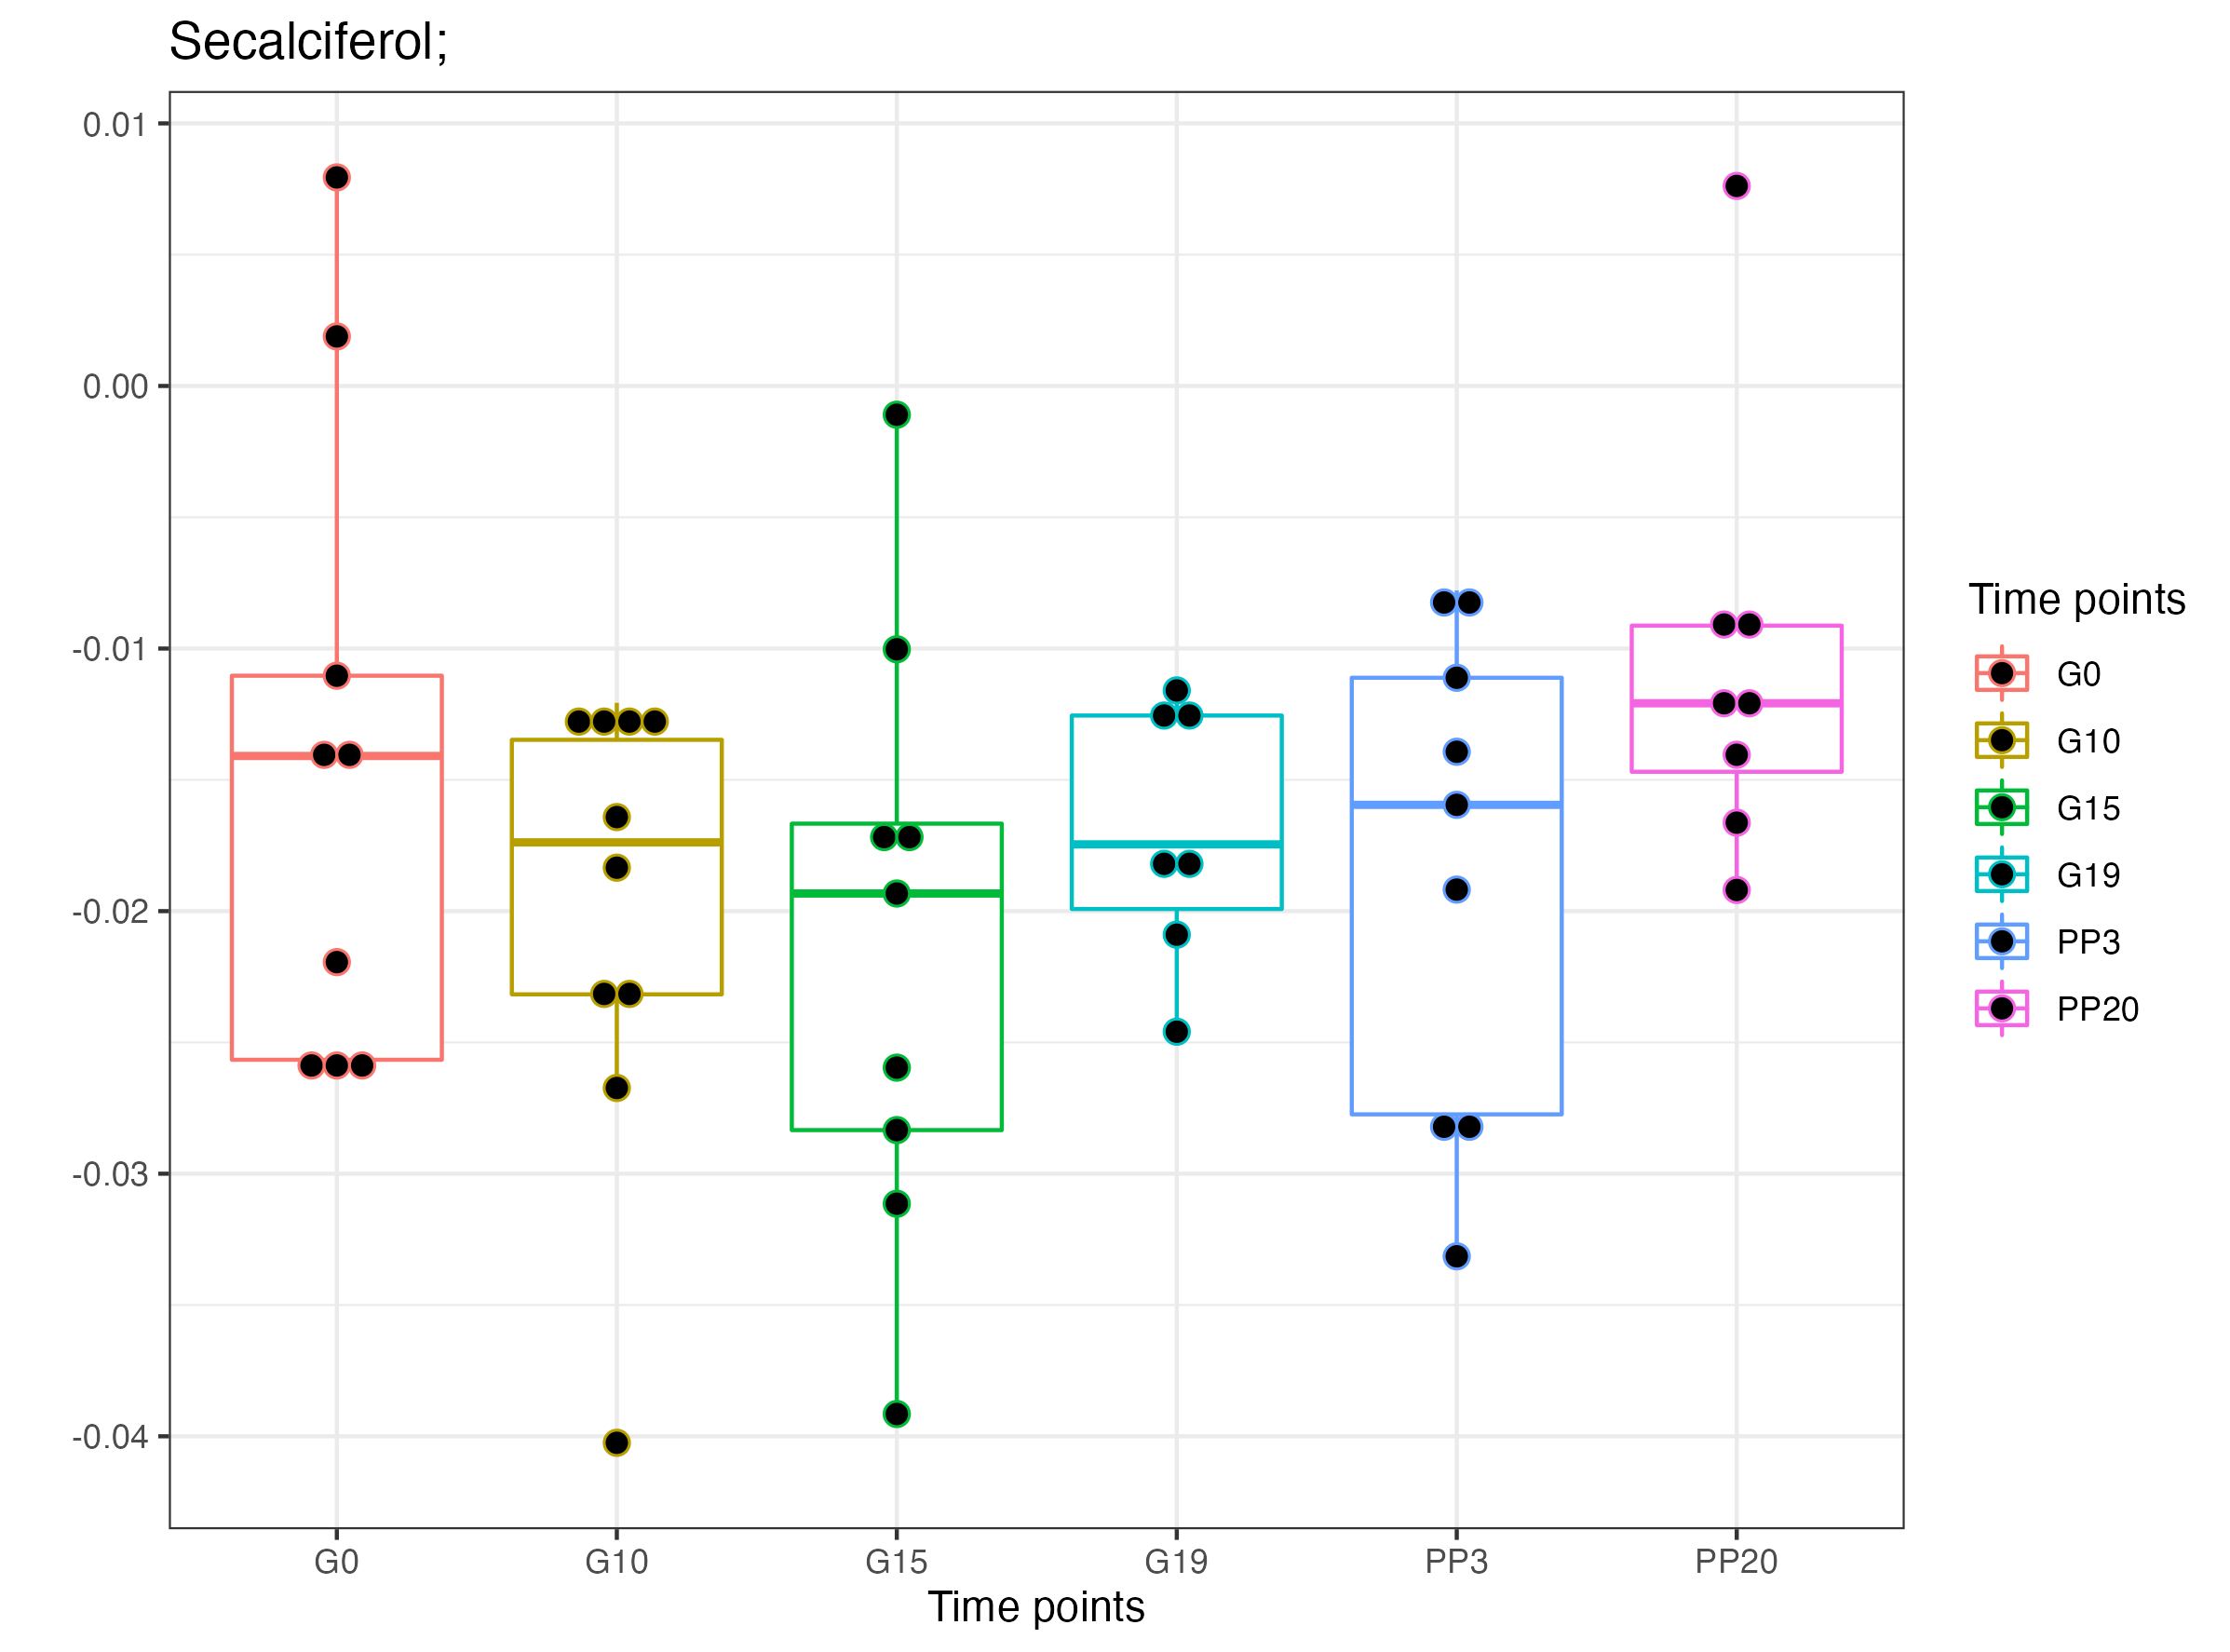 Secalciferol;
0.01
0.00
-0.01
-0.02
-0.03
-0.04
G0 G10 G15 G19 PP3 PP20
Time points
Time points
G0
G10
G15
G19
PP3
PP20